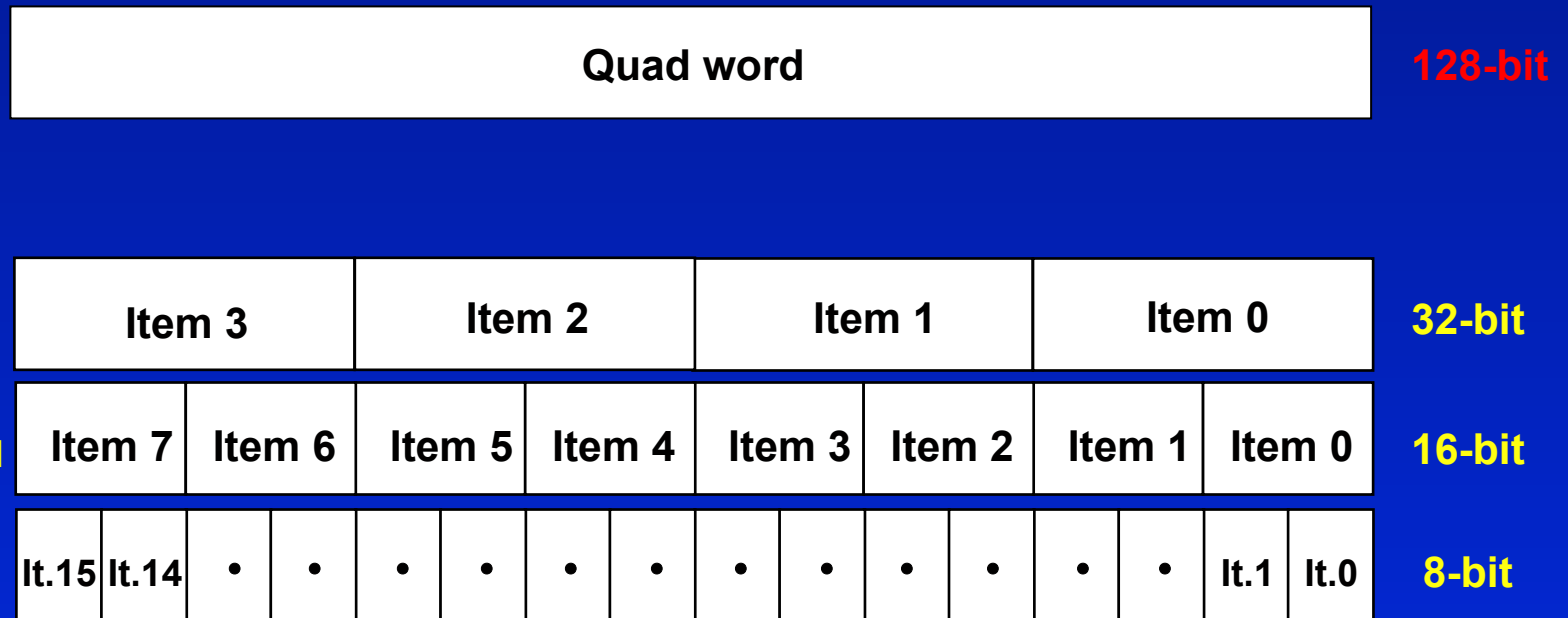 Quad word 128-bit
Item 3 Item 2 Item 1 Item 0 32-bit
Item 7 Item 6 Item 5 Item 4 Item 3 Item 2 Item 1 Item 0 16-bit
It.15 It.14 • • • • • • • • • • • • It.1 It.0 8-bit